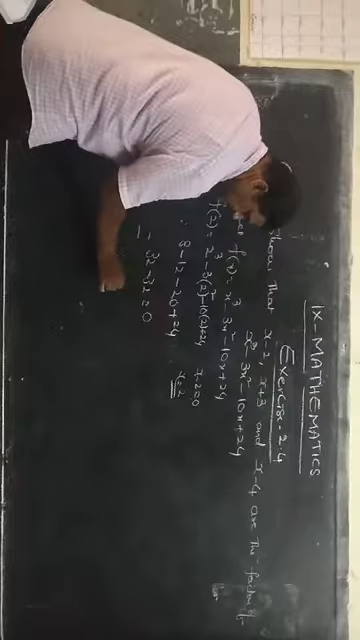 IX - MATHEMATICS
Exercise - 2.4
Show That x-2, x+3 and x-4 are The factor of
x³-3x²-10x+24
f(x) = x³-3x²-10x+24
f(2) = 2³-3(2)²-10(2)+24
x-2=0
= 8-12-20+24
x=2
= 32-32=0